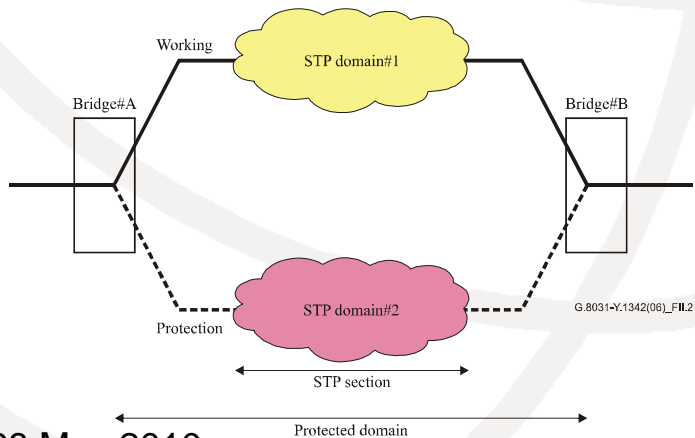 Working
STP domain#1
Bridge#A
Bridge#B
STP domain#2
G.8031-Y.1342(06)_FII.2
Protection
STP section
2010
Protected domain